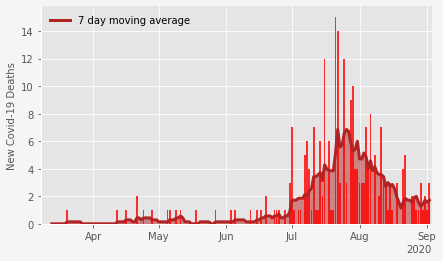 7 day moving average
New Covid-19 Deaths
14
12
10
8
6
4
2
0
Apr
May
Jun
Jul
Aug
Sep
2020